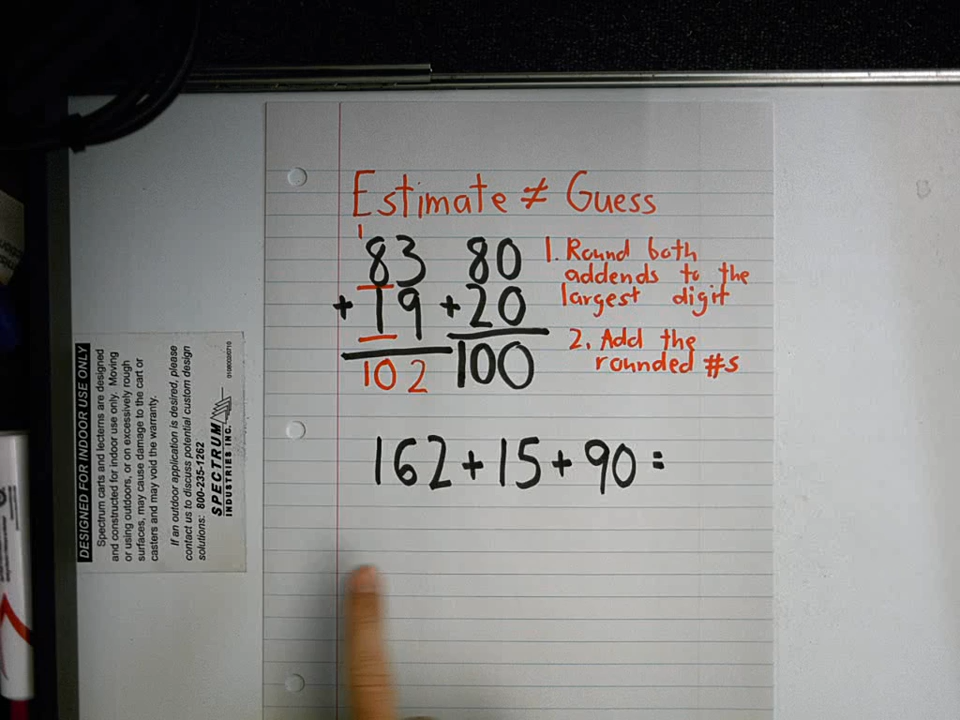 Estimate ≠ Guess
1
83 80
+19 +20
102 100
1. Round both
addends to the
largest digit
2. Add the
rounded #s
162+15+90=
DESIGNED FOR INDOOR USE ONLY
Spectrum carts and lecterns are designed
and constructed for indoor use only. Moving
or using outdoors, or on excessively rough
surfaces, may cause damage to the cart or
casters and may void the warranty.
If an outdoor application is desired, please
contact us to discuss potential custom design
solutions: 800-235-1262
SPECTRUM
INDUSTRIES INC.